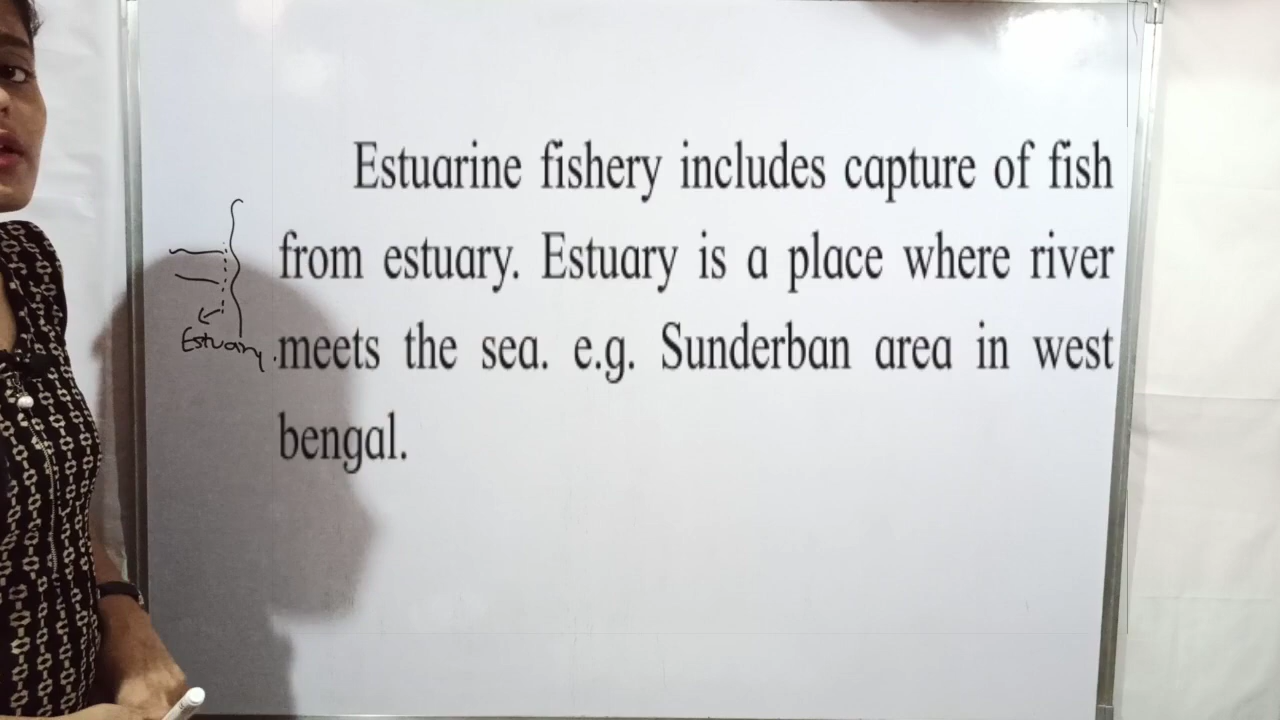 Estuarine fishery includes capture of fish
from estuary. Estuary is a place where river
meets the sea. e.g. Sunderban area in west
bengal.
Estuary.